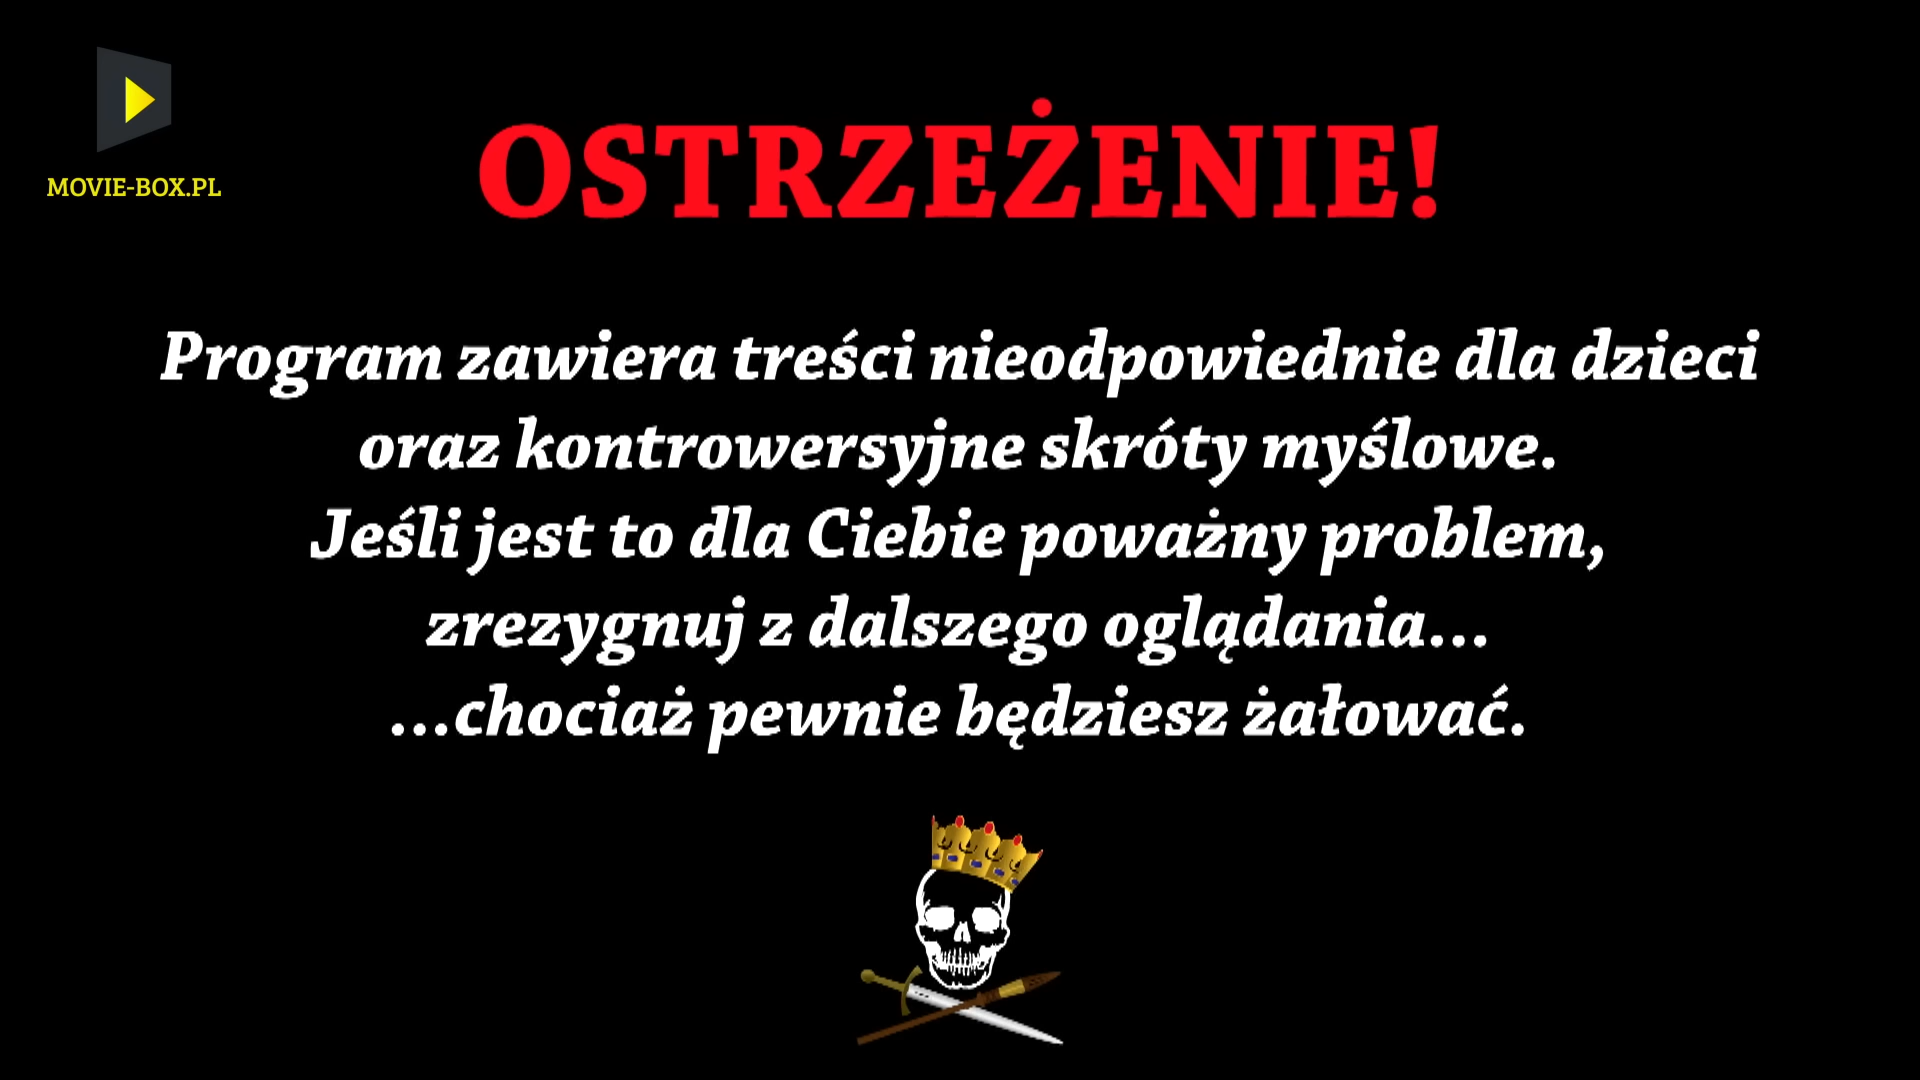 MOVIE-BOX.PL
OSTRZEŻENIE!
Program zawiera treści nieodpowiednie dla dzieci
oraz kontrowersyjne skróty myślowe.
Jeśli jest to dla Ciebie poważny problem,
zrezygnuj z dalszego oglądania...
...chociaż pewnie będziesz żałować.